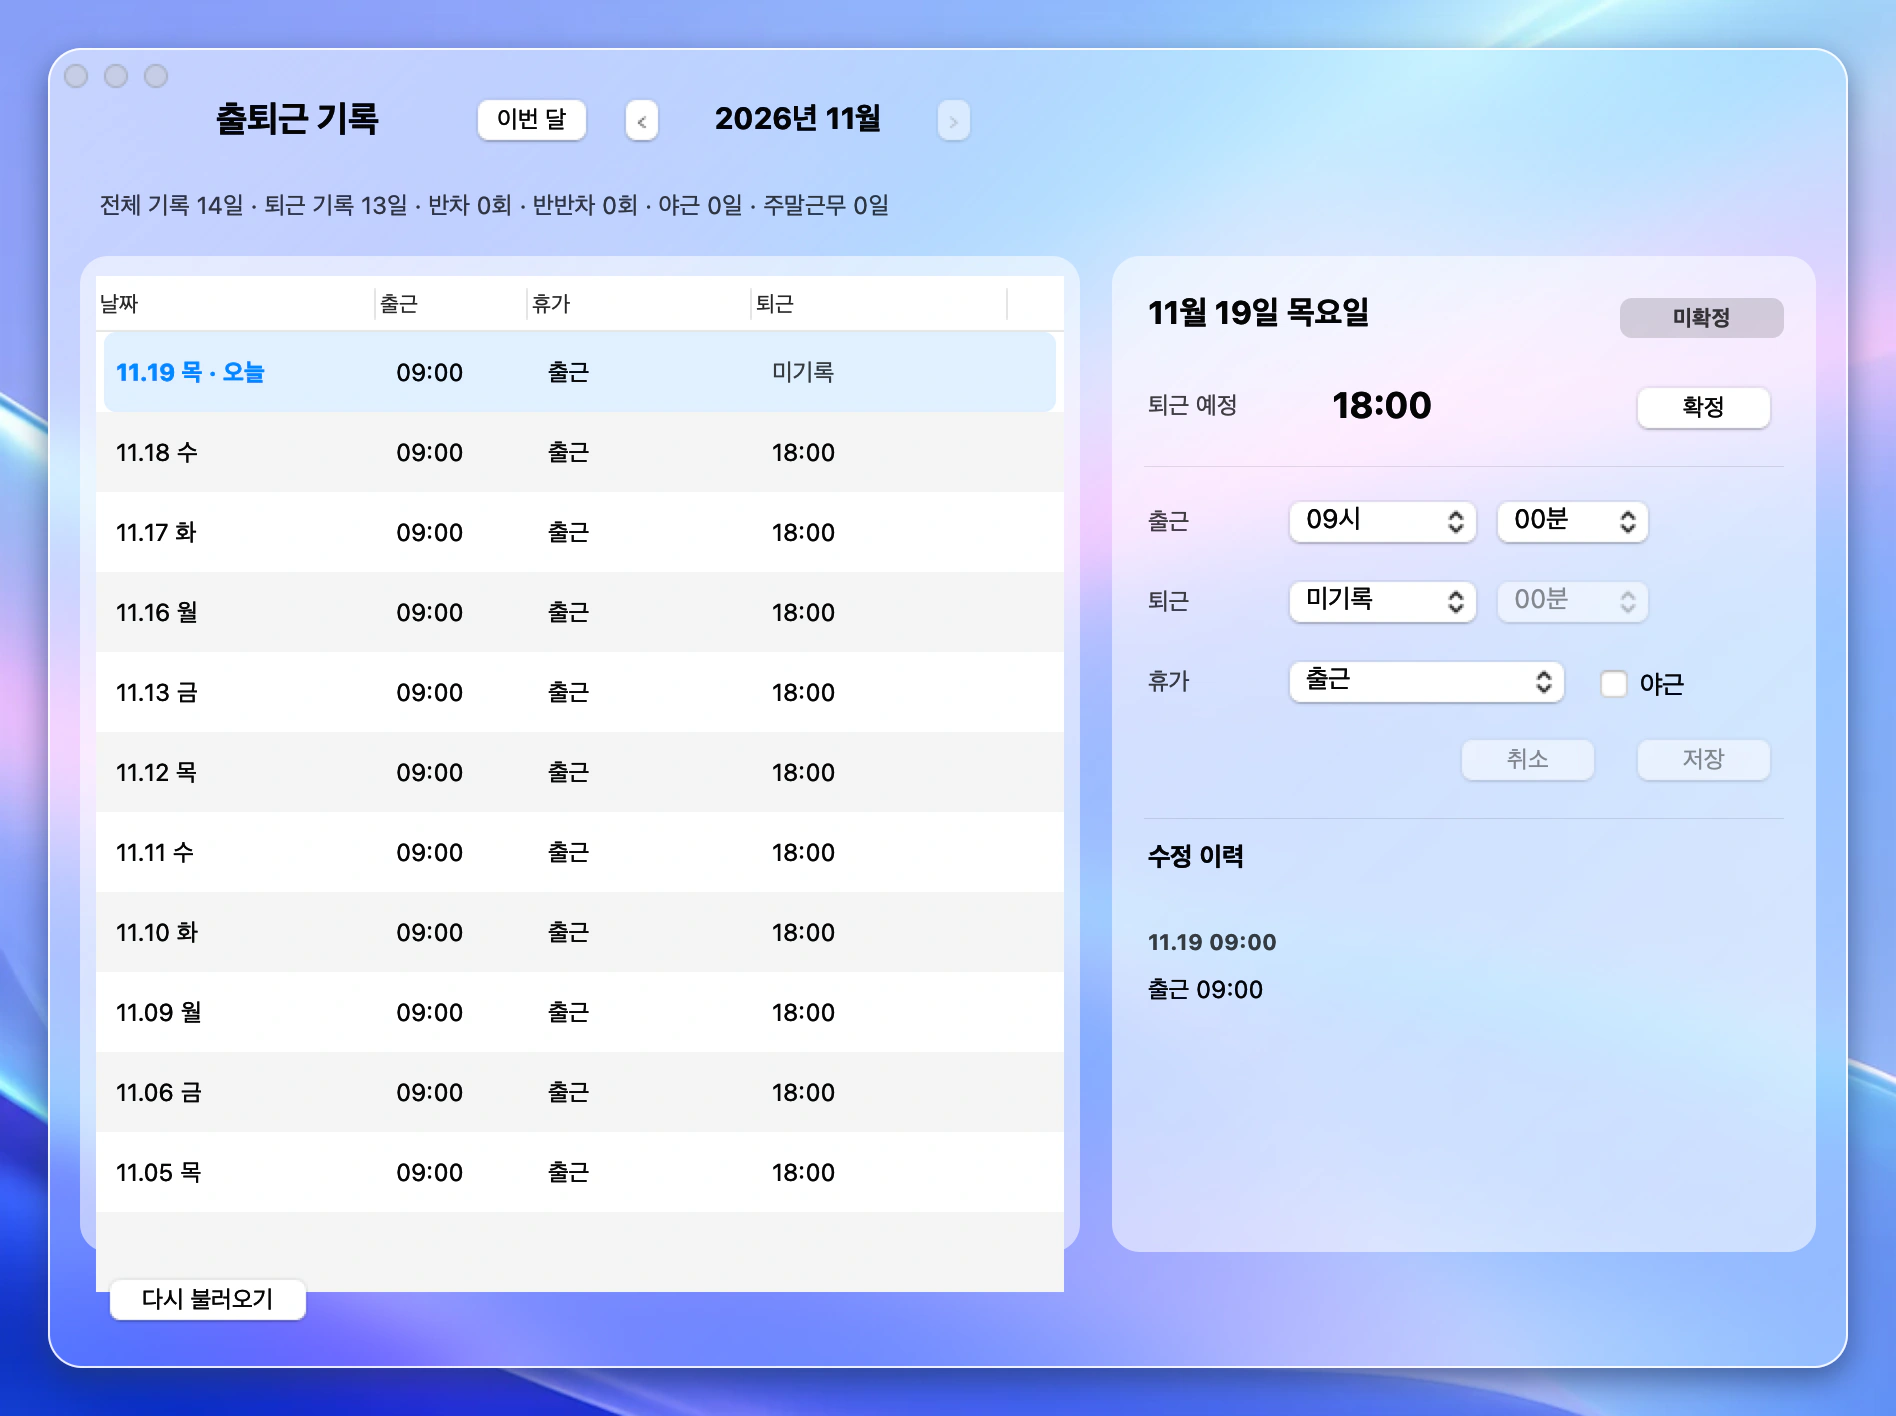 출퇴근 기록 이번 달 < 2026년 11월 >
전체 기록 14일 · 퇴근 기록 13일 · 반차 0회 · 반반차 0회 · 야근 0일 · 주말근무 0일
날짜 출근 휴가 퇴근
11.19 목 · 오늘 09:00 출근 미기록
11.18 수 09:00 출근 18:00
11.17 화 09:00 출근 18:00
11.16 월 09:00 출근 18:00
11.13 금 09:00 출근 18:00
11.12 목 09:00 출근 18:00
11.11 수 09:00 출근 18:00
11.10 화 09:00 출근 18:00
11.09 월 09:00 출근 18:00
11.06 금 09:00 출근 18:00
11.05 목 09:00 출근 18:00
다시 불러오기
11월 19일 목요일 미확정
퇴근 예정 18:00 확정
출근 09시 00분
퇴근 미기록 00분
휴가 출근 야근
취소 저장
수정 이력
11.19 09:00
출근 09:00